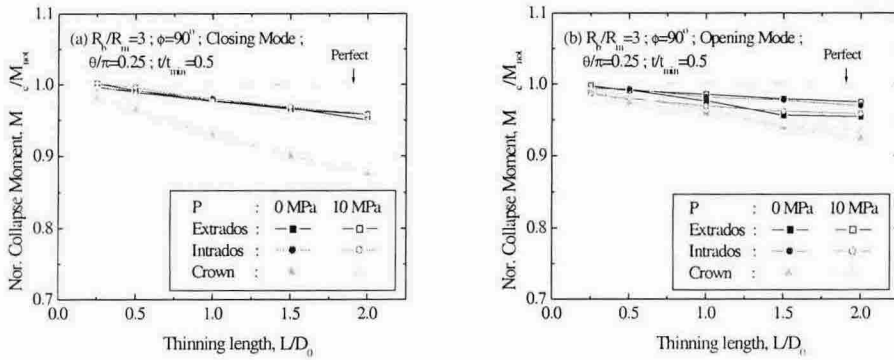 1.1
(a) R_b/R_m=3 ; ϕ=90° ; Closing Mode ;
θ/π=0.25 ; t/t_min=0.5
Perfect
1.0
0.9
0.8
0.7
Nor. Collapse Moment, M_c/M_not
P : 0 MPa 10 MPa
Extrados :
Intrados :
Crown :
0.0 0.5 1.0 1.5 2.0
Thinning length, L/D_0
1.1
(b) R_b/R_m=3 ; ϕ=90° ; Opening Mode ;
θ/π=0.25 ; t/t_min=0.5
Perfect
1.0
0.9
0.8
0.7
Nor. Collapse Moment, M_c/M_not
P : 0 MPa 10 MPa
Extrados :
Intrados :
Crown :
0.0 0.5 1.0 1.5 2.0
Thinning length, L/D_0